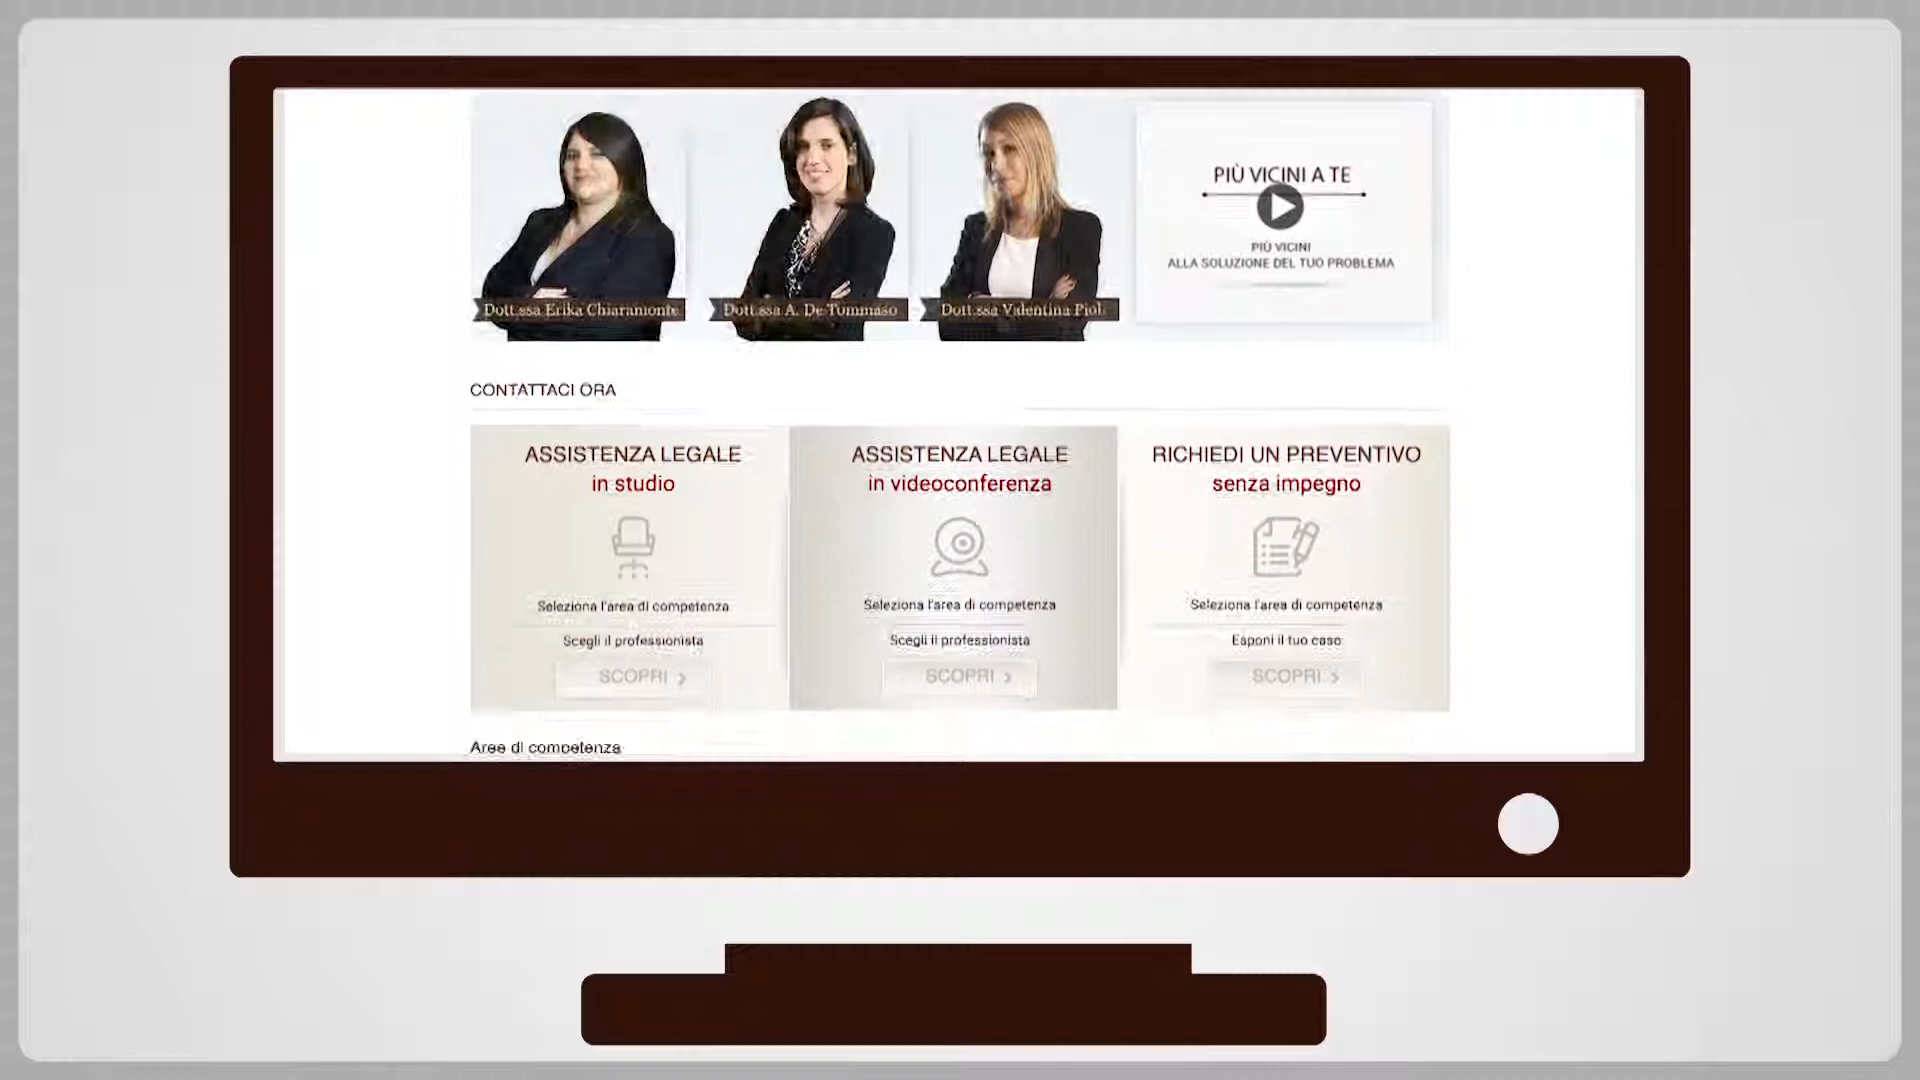 PIÙ VICINI A TE
PIÙ VICINI
ALLA SOLUZIONE DEL TUO PROBLEMA
Dott.ssa Erika Chiaramonte
Dott.ssa A. De Tommaso
Dott.ssa Valentina Piol
CONTATTACI ORA
ASSISTENZA LEGALE
in studio
Seleziona l'area di competenza
Scegli il professionista
SCOPRI >
ASSISTENZA LEGALE
in videoconferenza
Seleziona l'area di competenza
Scegli il professionista
SCOPRI >
RICHIEDI UN PREVENTIVO
senza impegno
Seleziona l'area di competenza
Esponi il tuo caso
SCOPRI >
Aree di competenza